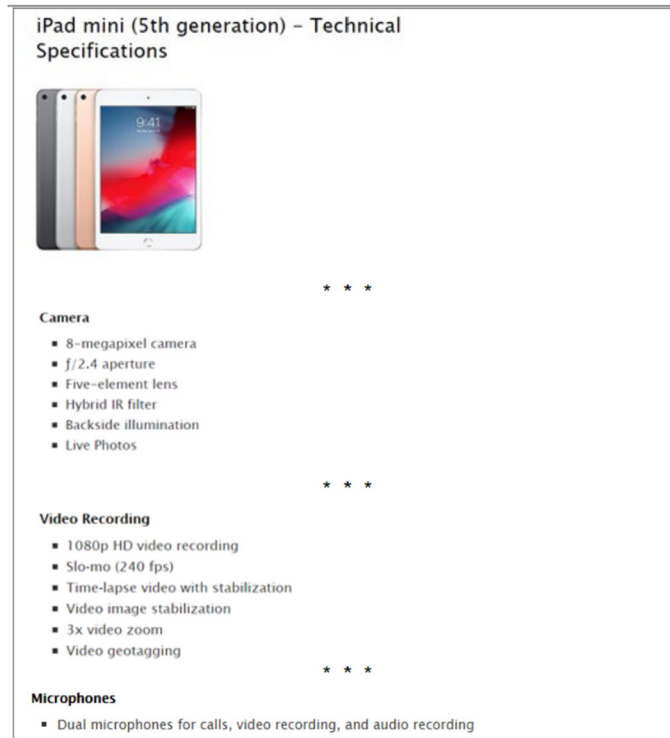 iPad mini (5th generation) – Technical
Specifications
9:41
* * *
Camera
▪ 8-megapixel camera
▪ ƒ/2.4 aperture
▪ Five-element lens
▪ Hybrid IR filter
▪ Backside illumination
▪ Live Photos
* * *
Video Recording
▪ 1080p HD video recording
▪ Slo-mo (240 fps)
▪ Time-lapse video with stabilization
▪ Video image stabilization
▪ 3x video zoom
▪ Video geotagging
* * *
Microphones
▪ Dual microphones for calls, video recording, and audio recording